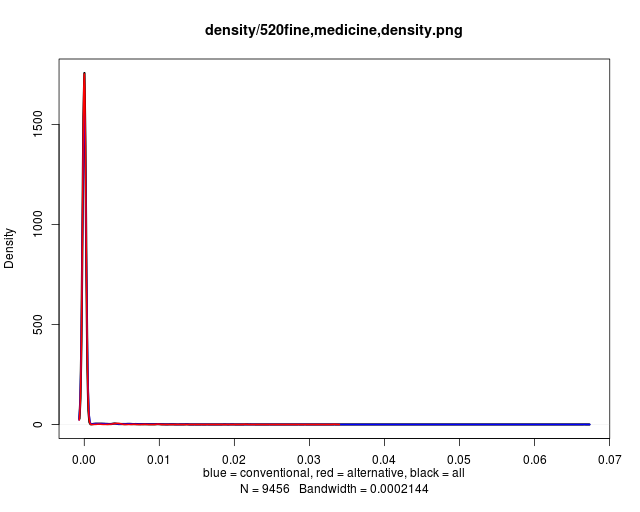 density/520fine,medicine,density.png
Density
1500
1000
500
0
0.00 0.01 0.02 0.03 0.04 0.05 0.06 0.07
blue = conventional, red = alternative, black = all
N = 9456 Bandwidth = 0.0002144